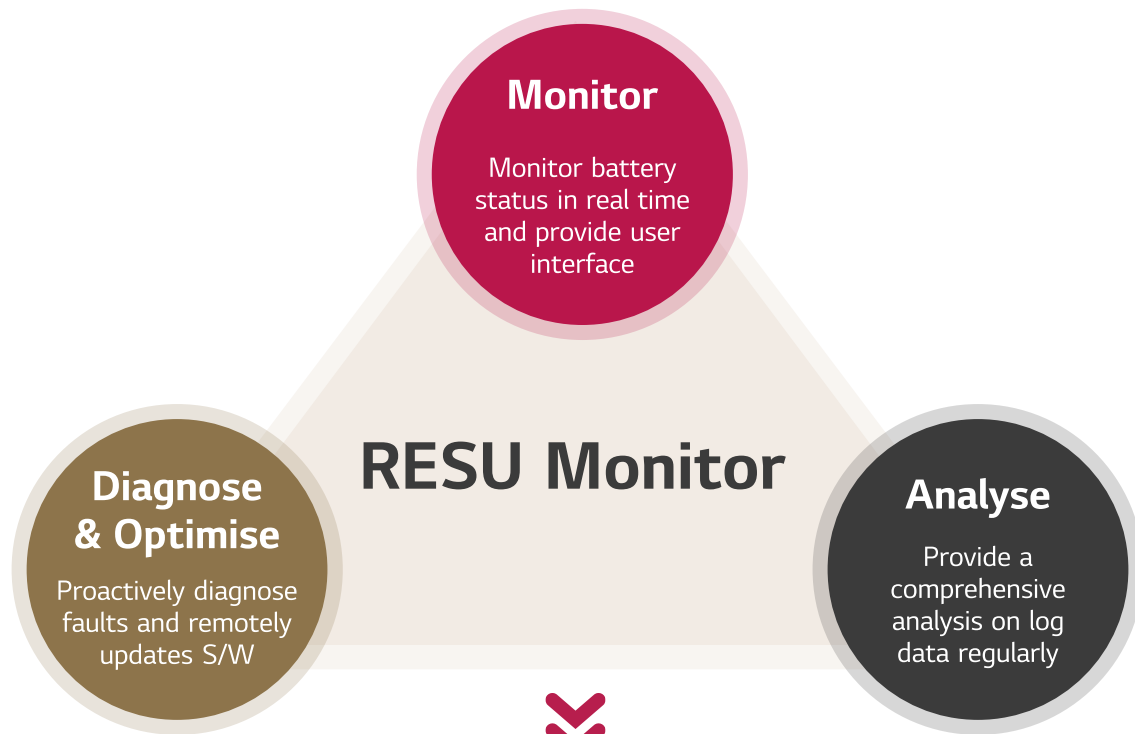 Monitor
Monitor battery
status in real time
and provide user
interface
RESU Monitor
Diagnose
& Optimise
Proactively diagnose
faults and remotely
updates S/W
Analyse
Provide a
comprehensive
analysis on log
data regularly